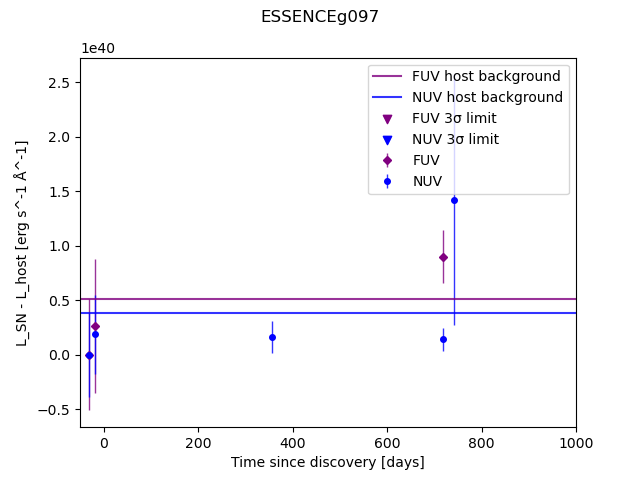 ESSENCEg097
1e40
FUV host background
NUV host background
FUV 3σ limit
NUV 3σ limit
FUV
NUV
2.5
2.0
1.5
1.0
0.5
0.0
−0.5
L_SN - L_host [erg s^-1 Å^-1]
0 200 400 600 800 1000
Time since discovery [days]